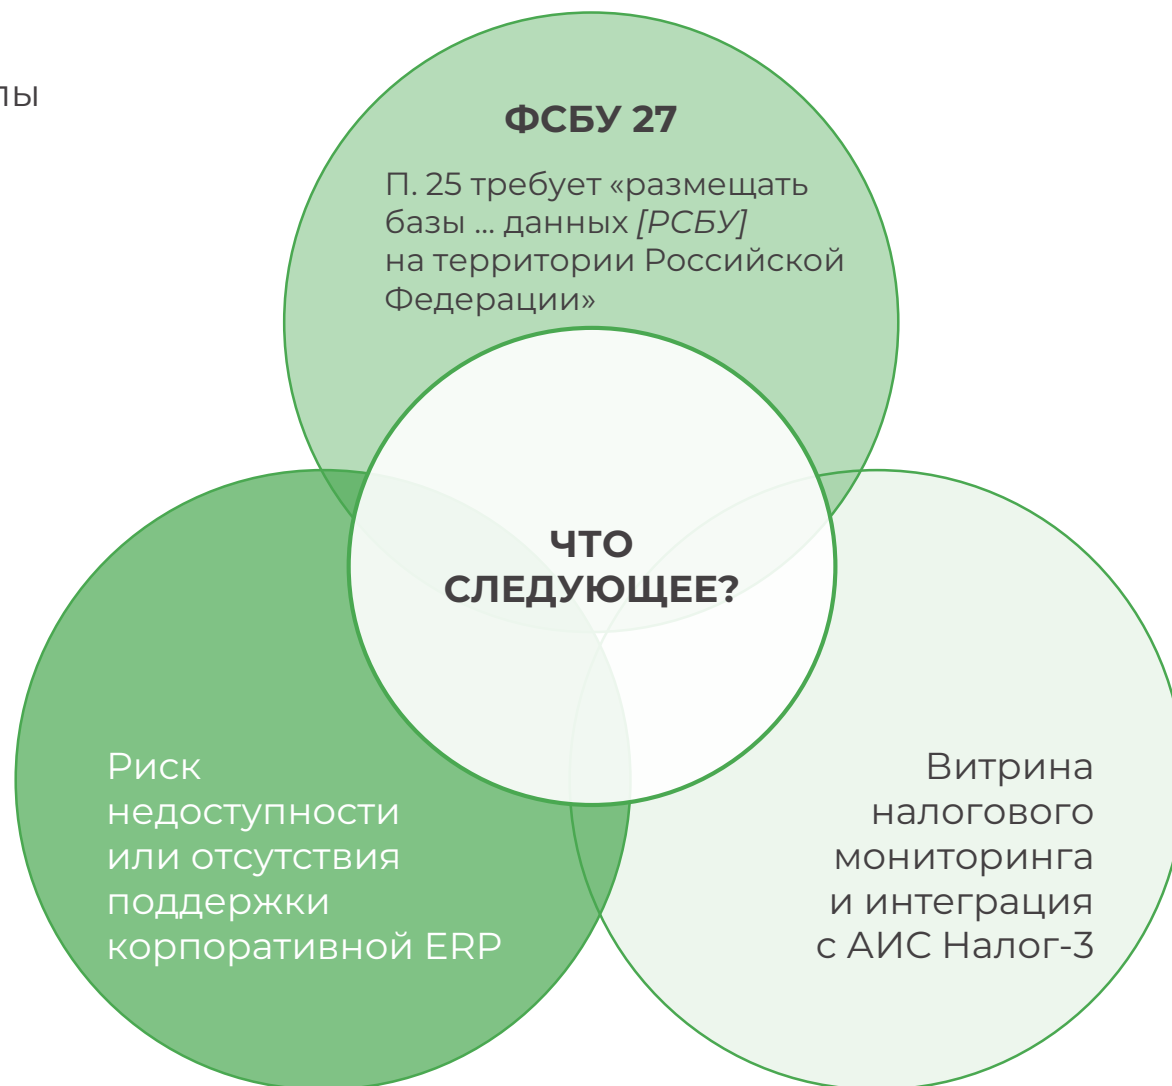 ФСБУ 27
П. 25 требует «размещать
базы ... данных [РСБУ]
на территории Российской
Федерации»
ЧТО
СЛЕДУЮЩЕЕ?
Риск
недоступности
или отсутствия
поддержки
корпоративной ERP
Витрина
налогового
мониторинга
и интеграция
с АИС Налог-3